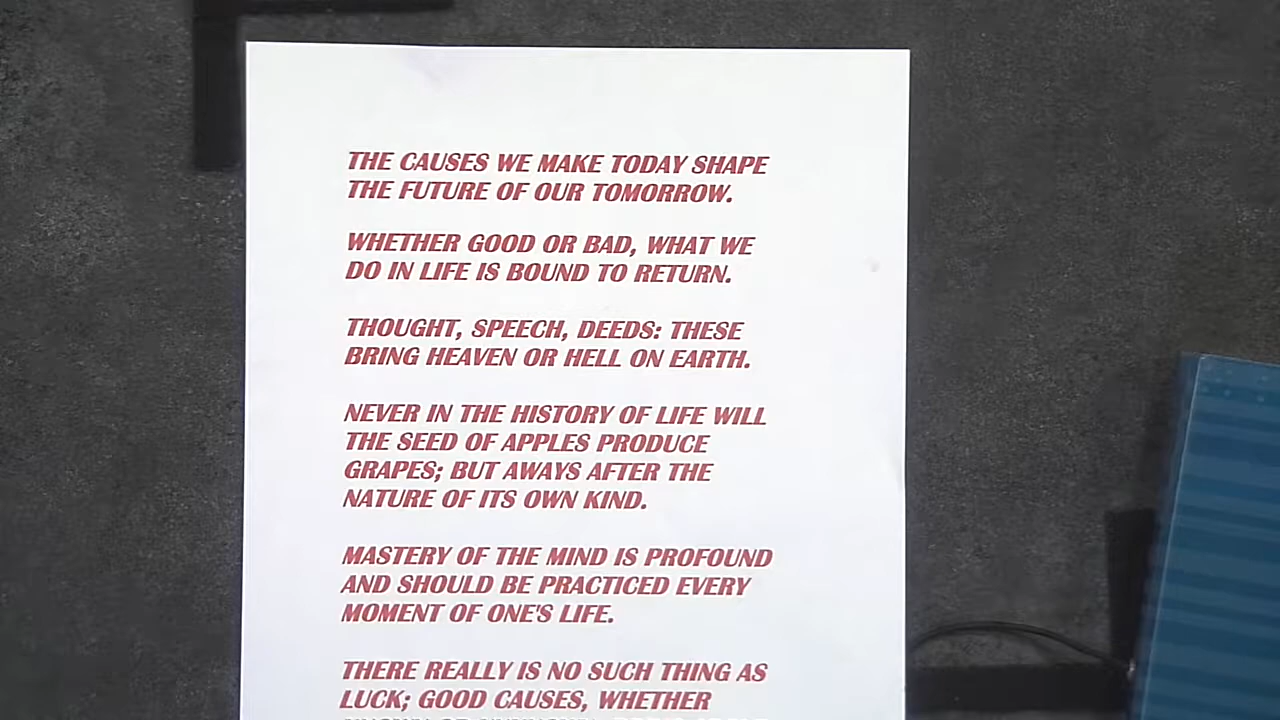 THE CAUSES WE MAKE TODAY SHAPE
THE FUTURE OF OUR TOMORROW.
WHETHER GOOD OR BAD, WHAT WE
DO IN LIFE IS BOUND TO RETURN.
THOUGHT, SPEECH, DEEDS: THESE
BRING HEAVEN OR HELL ON EARTH.
NEVER IN THE HISTORY OF LIFE WILL
THE SEED OF APPLES PRODUCE
GRAPES; BUT AWAYS AFTER THE
NATURE OF ITS OWN KIND.
MASTERY OF THE MIND IS PROFOUND
AND SHOULD BE PRACTICED EVERY
MOMENT OF ONE'S LIFE.
THERE REALLY IS NO SUCH THING AS
LUCK; GOOD CAUSES, WHETHER